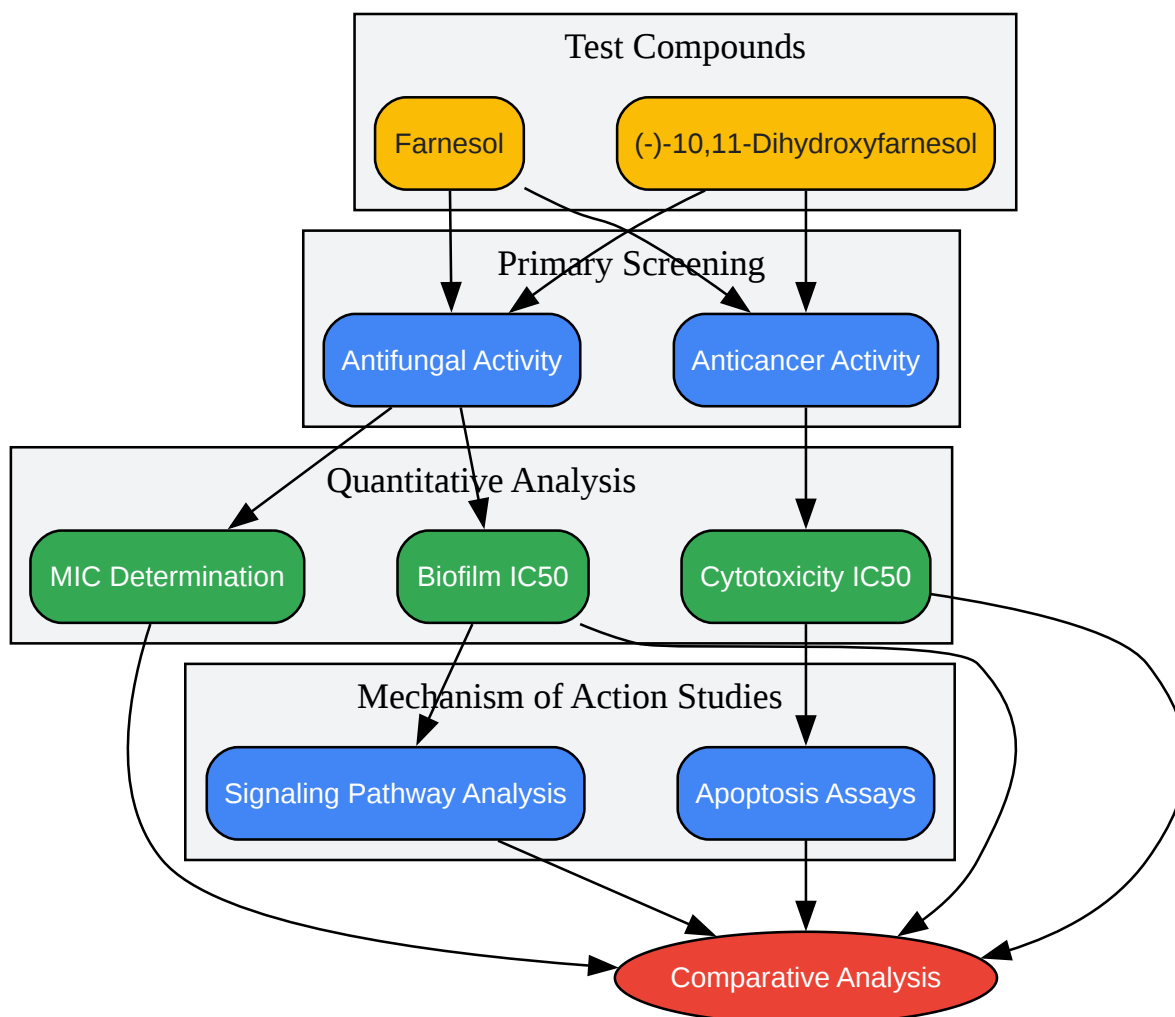 Test Compounds
Farnesol
(-)-10,11-Dihydroxyfarnesol
Primary Screening
Antifungal Activity
Anticancer Activity
Quantitative Analysis
MIC Determination
Biofilm IC50
Cytotoxicity IC50
Mechanism of Action Studies
Signaling Pathway Analysis
Apoptosis Assays
Comparative Analysis